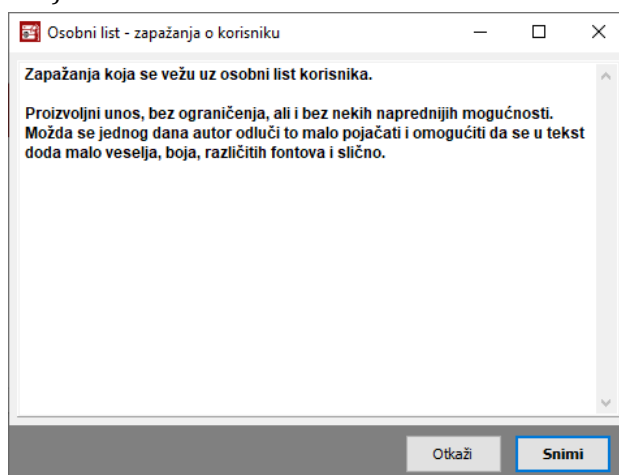 Osobni list - zapažanja o korisniku
Zapažanja koja se vežu uz osobni list korisnika.
Proizvoljni unos, bez ograničenja, ali i bez nekih naprednijih mogućnosti.
Možda se jednog dana autor odluči to malo pojačati i omogućiti da se u tekst
doda malo veselja, boja, različitih fontova i slično.
Otkaži
Snimi